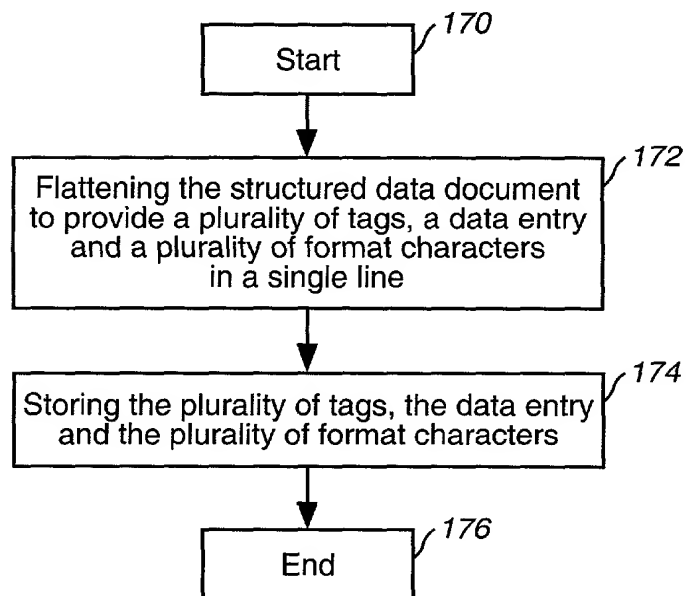 170
Start
172
Flattening the structured data document
to provide a plurality of tags, a data entry
and a plurality of format characters
in a single line
174
Storing the plurality of tags, the data entry
and the plurality of format characters
176
End